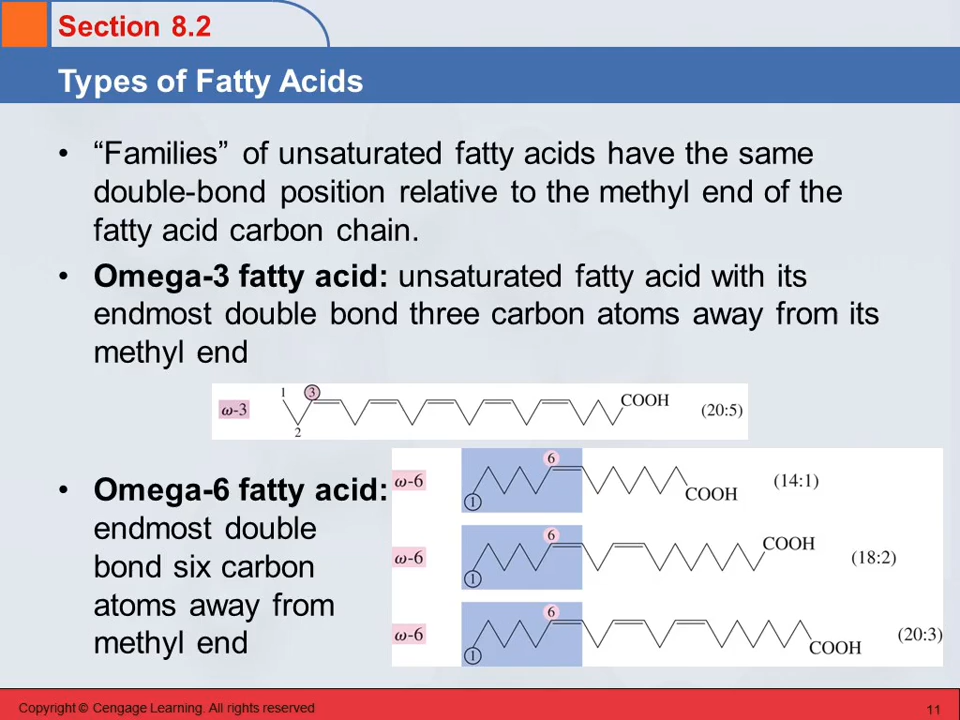 Section 8.2
Types of Fatty Acids
• “Families” of unsaturated fatty acids have the same
double-bond position relative to the methyl end of the
fatty acid carbon chain.
• Omega-3 fatty acid: unsaturated fatty acid with its
endmost double bond three carbon atoms away from its
methyl end
ω-3 1 2 3 COOH (20:5)
• Omega-6 fatty acid:
endmost double
bond six carbon
atoms away from
methyl end
ω-6 1 6 COOH (14:1)
ω-6 1 6 COOH (18:2)
ω-6 1 6 COOH (20:3)
Copyright © Cengage Learning. All rights reserved
11